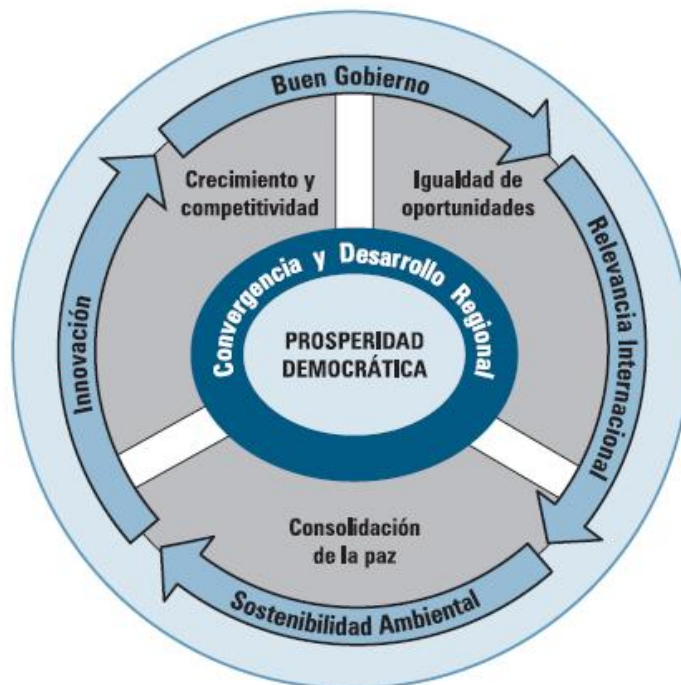 Buen Gobierno
Crecimiento y
competitividad
Igualdad de
oportunidades
Relevancia Internacional
Convergencia y Desarrollo Regional
PROSPERIDAD
DEMOCRÁTICA
Innovación
Consolidación
de la paz
Sostenibilidad Ambiental